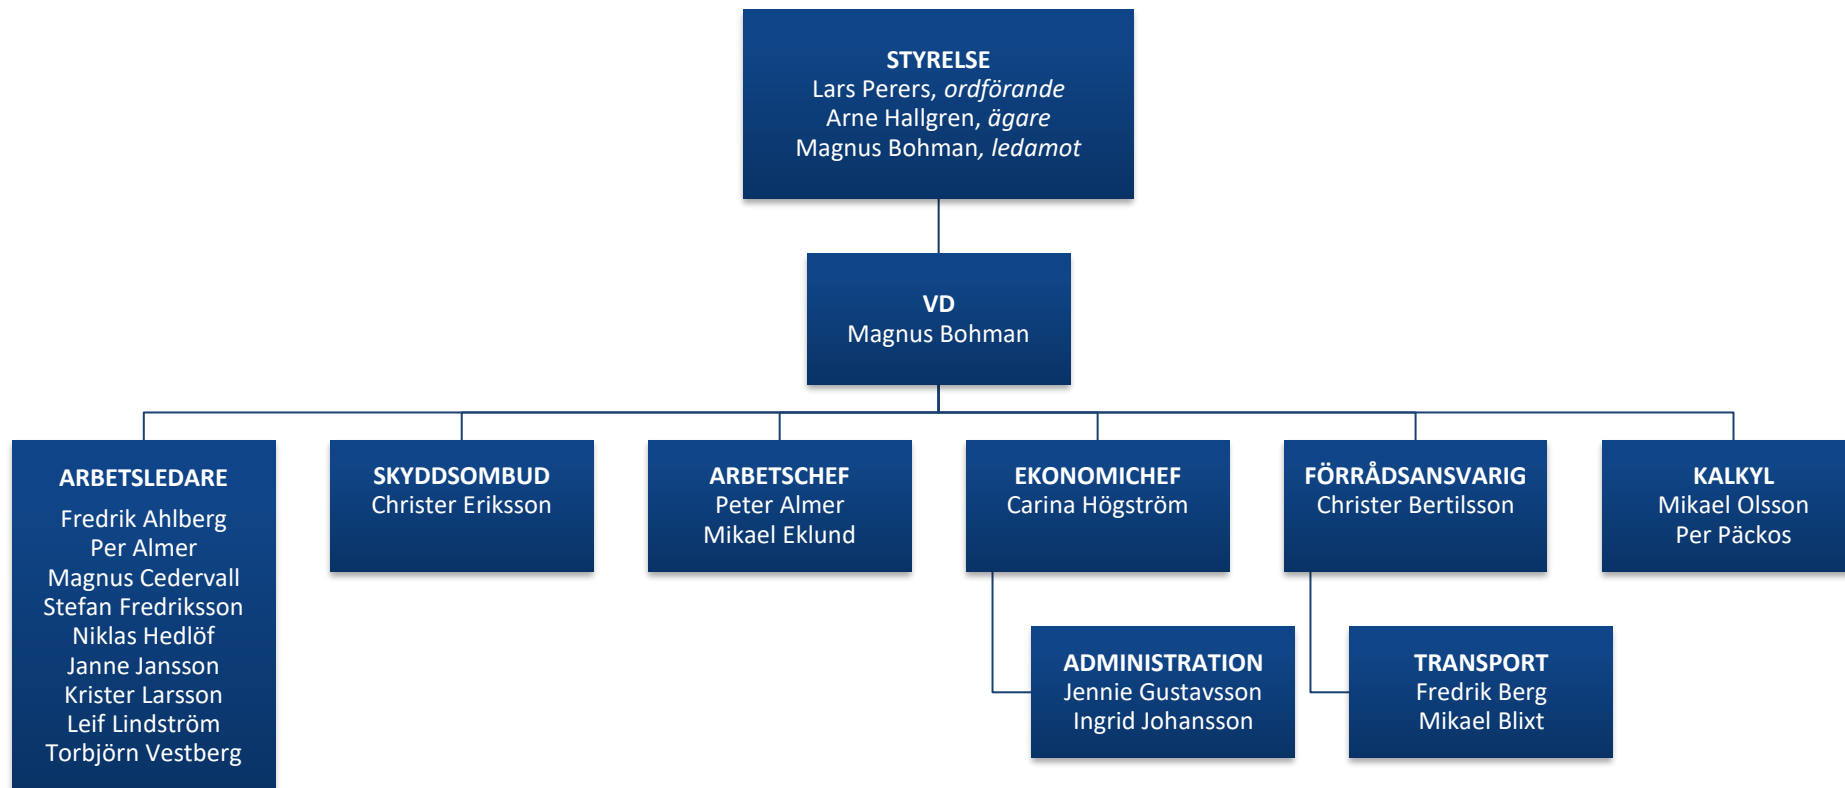 STYRELSE
Lars Perers, ordförande
Arne Hallgren, ägare
Magnus Bohman, ledamot
VD
Magnus Bohman
ARBETSLEDARE
Fredrik Ahlberg
Per Almer
Magnus Cedervall
Stefan Fredriksson
Niklas Hedlöf
Janne Jansson
Krister Larsson
Leif Lindström
Torbjörn Vestberg
SKYDDSOMBUD
Christer Eriksson
ARBETSCHEF
Peter Almer
Mikael Eklund
EKONOMICHEF
Carina Högström
ADMINISTRATION
Jennie Gustavsson
Ingrid Johansson
FÖRRÅDSANSVARIG
Christer Bertilsson
TRANSPORT
Fredrik Berg
Mikael Blixt
KALKYL
Mikael Olsson
Per Päckos